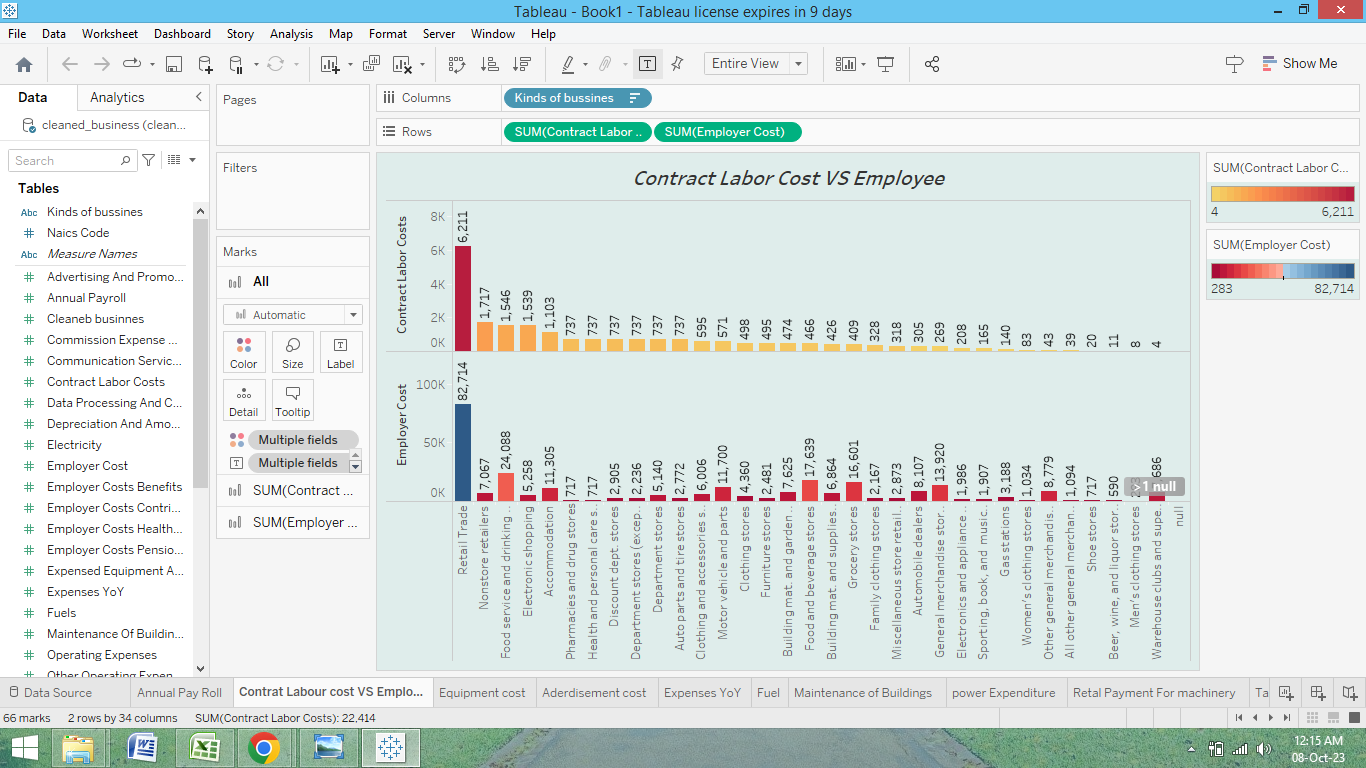 Tableau - Book1 - Tableau license expires in 9 days
File Data Worksheet Dashboard Story Analysis Map Format Server Window Help
Entire View
Show Me
Data Analytics
cleaned_business (clean...
Search
Tables
Abc Kinds of bussines
# Naics Code
Abc Measure Names
# Advertising And Promo...
# Annual Payroll
# Cleaneb businnes
# Commission Expense ...
# Communication Servic...
# Contract Labor Costs
# Data Processing And C...
# Depreciation And Amo...
# Electricity
# Employer Cost
# Employer Costs Benefits
# Employer Costs Contri...
# Employer Costs Health...
# Employer Costs Pensio...
# Expensed Equipment A...
# Expenses YoY
# Fuels
# Maintenance Of Buildin...
# Operating Expenses
# Other Operating Expen
Pages
Filters
Marks
All
Automatic
Color Size Label
Detail Tooltip
Multiple fields
Multiple fields
SUM(Contract ...
SUM(Employer ...
Columns
Kinds of bussines
Rows
SUM(Contract Labor ..
SUM(Employer Cost)
Contract Labor Cost VS Employee
Contract Labor Costs
8K
6K
4K
2K
0K
6,211
1,717
1,546
1,539
1,103
737
737
737
737
737
737
595
571
498
495
474
466
426
409
328
318
305
269
208
165
140
83
43
39
20
11
8
4
Employer Cost
100K
50K
0K
82,714
7,067
24,088
5,258
11,305
717
717
2,905
2,236
5,140
2,772
6,006
11,700
4,360
2,481
7,625
17,639
6,864
16,601
2,167
2,873
8,107
13,920
1,986
1,907
3,188
1,034
8,779
1,094
717
590
686
>1 null
Retail Trade
Nonstore retailers
Food service and drinking ..
Electronic shopping
Accommodation
Pharmacies and drug stores
Health and personal care s..
Discount dept. stores
Department stores (excep..
Department stores
Auto parts and tire stores
Clothing and accessories s..
Motor vehicle and parts
Clothing stores
Furniture stores
Building mat. and garden ..
Food and beverage stores
Building mat. and supplies..
Grocery stores
Family clothing stores
Miscellaneous store retail..
Automobile dealers
General merchandise stor..
Electronics and appliance ..
Sporting, book, and music..
Gas stations
Women's clothing stores
Other general merchandis..
All other general merchan..
Shoe stores
Beer, wine, and liquor stor..
Men's clothing stores
Warehouse clubs and supe..
null
SUM(Contract Labor C...
4 6,211
SUM(Employer Cost)
283 82,714
Data Source Annual Pay Roll Contrat Labour cost VS Emplo... Equipment cost Aderdisement cost Expenses YoY Fuel Maintenance of Buildings power Expenditure Retal Payment For machinery Ta
66 marks 2 rows by 34 columns SUM(Contract Labor Costs): 22,414
12:15 AM
08-Oct-23